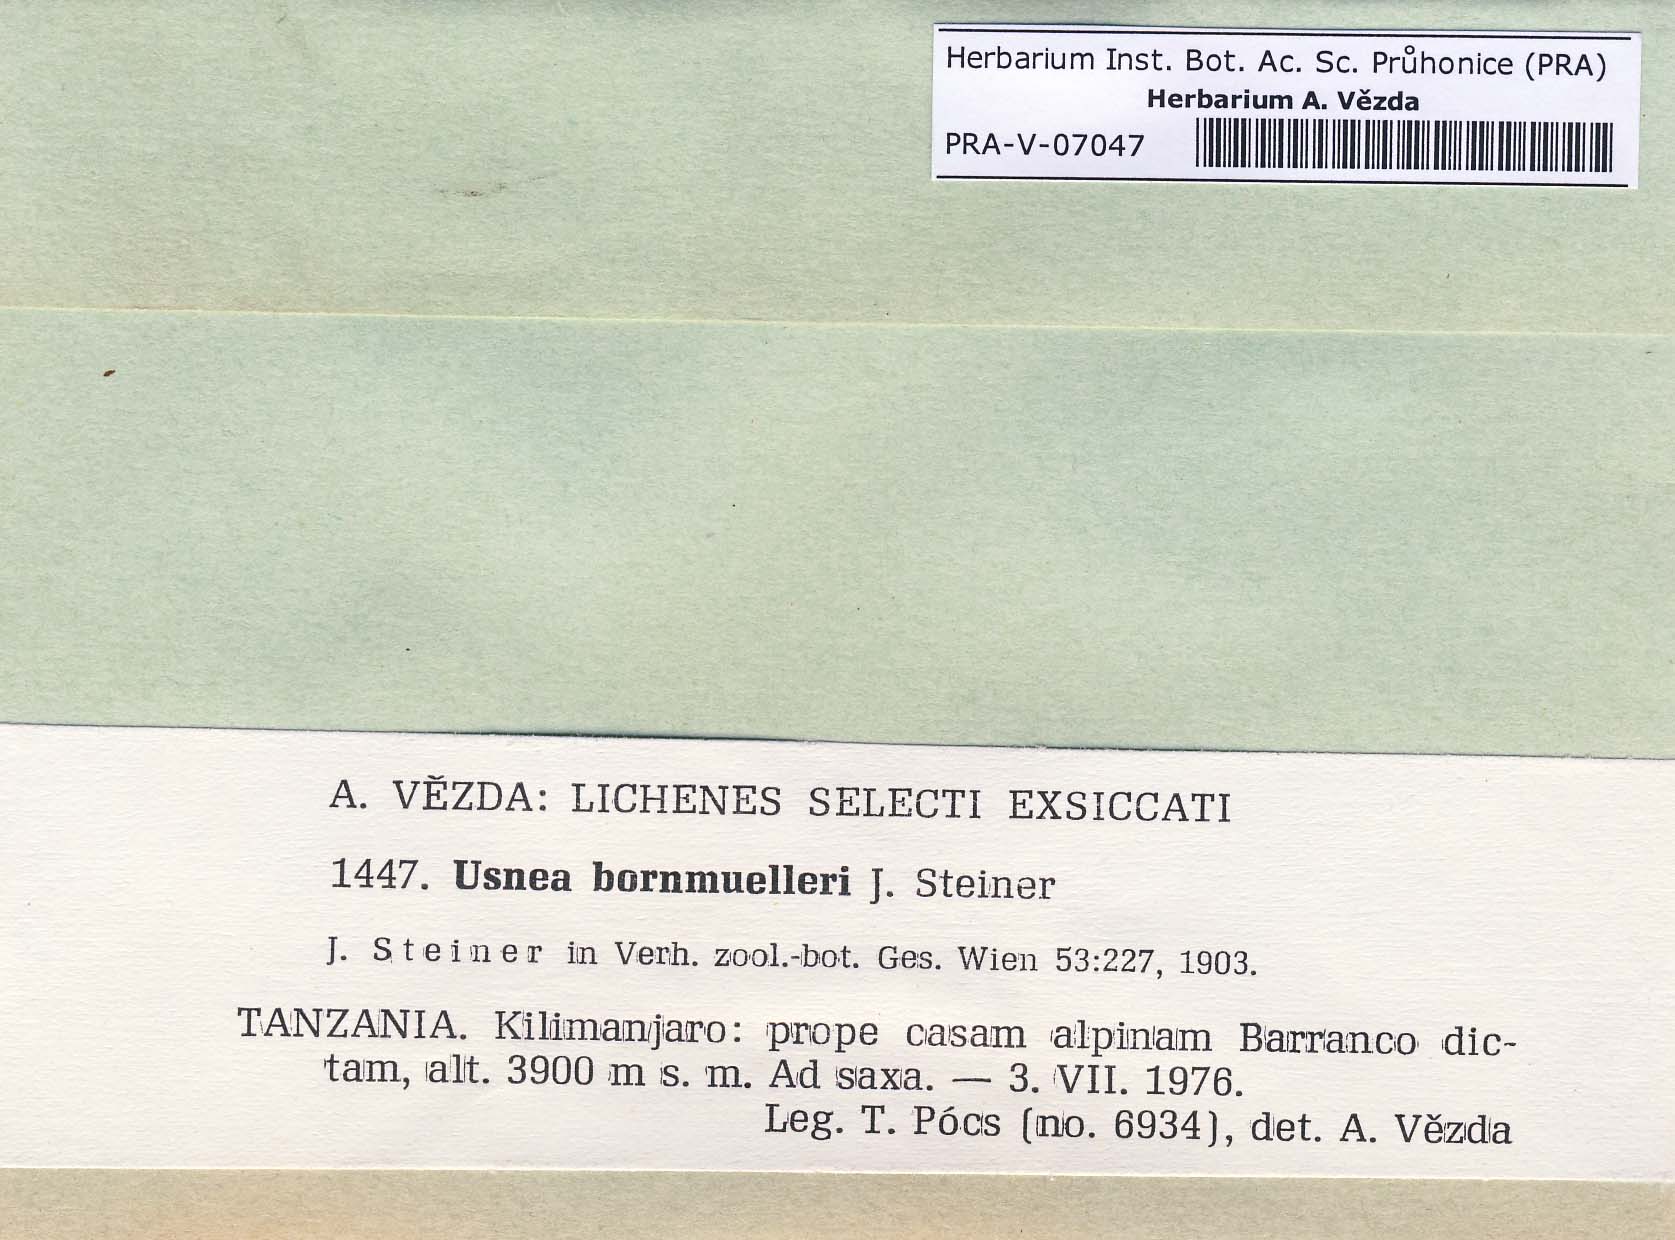 Herbarium Inst. Bot. Ac. Sc. Průhonice (PRA)
Herbarium A. Vězda
PRA-V-07047
A. VĚZDA: LICHENES SELECTI EXSICCATI
1447. Usnea bornmuelleri J. Steiner
J. Steiner in Verh. zool.-bot. Ges. Wien 53:227, 1903.
TANZANIA. Kilimanjaro: prope casam alpinam Barranco dic-
tam, alt. 3900 m s. m. Ad saxa. — 3. VII. 1976.
Leg. T. Pócs (no. 6934), det. A. Vězda